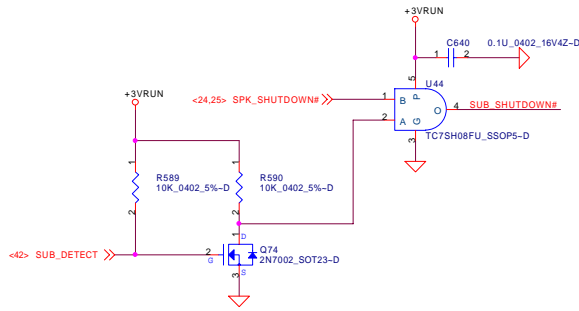 +3VRUN
C640 0.1U_0402_16V4Z~D
1 2
5
U44
<24,25> SPK_SHUTDOWN# 1 B P
O 4 SUB_SHUTDOWN#
2 A G
TC7SH08FU_SSOP5~D
3
+3VRUN
1 1
R589 R590
10K_0402_5%~D 10K_0402_5%~D
2 2
1 D
Q74
<42> SUB_DETECT 2 G 2N7002_SOT23~D
3 S